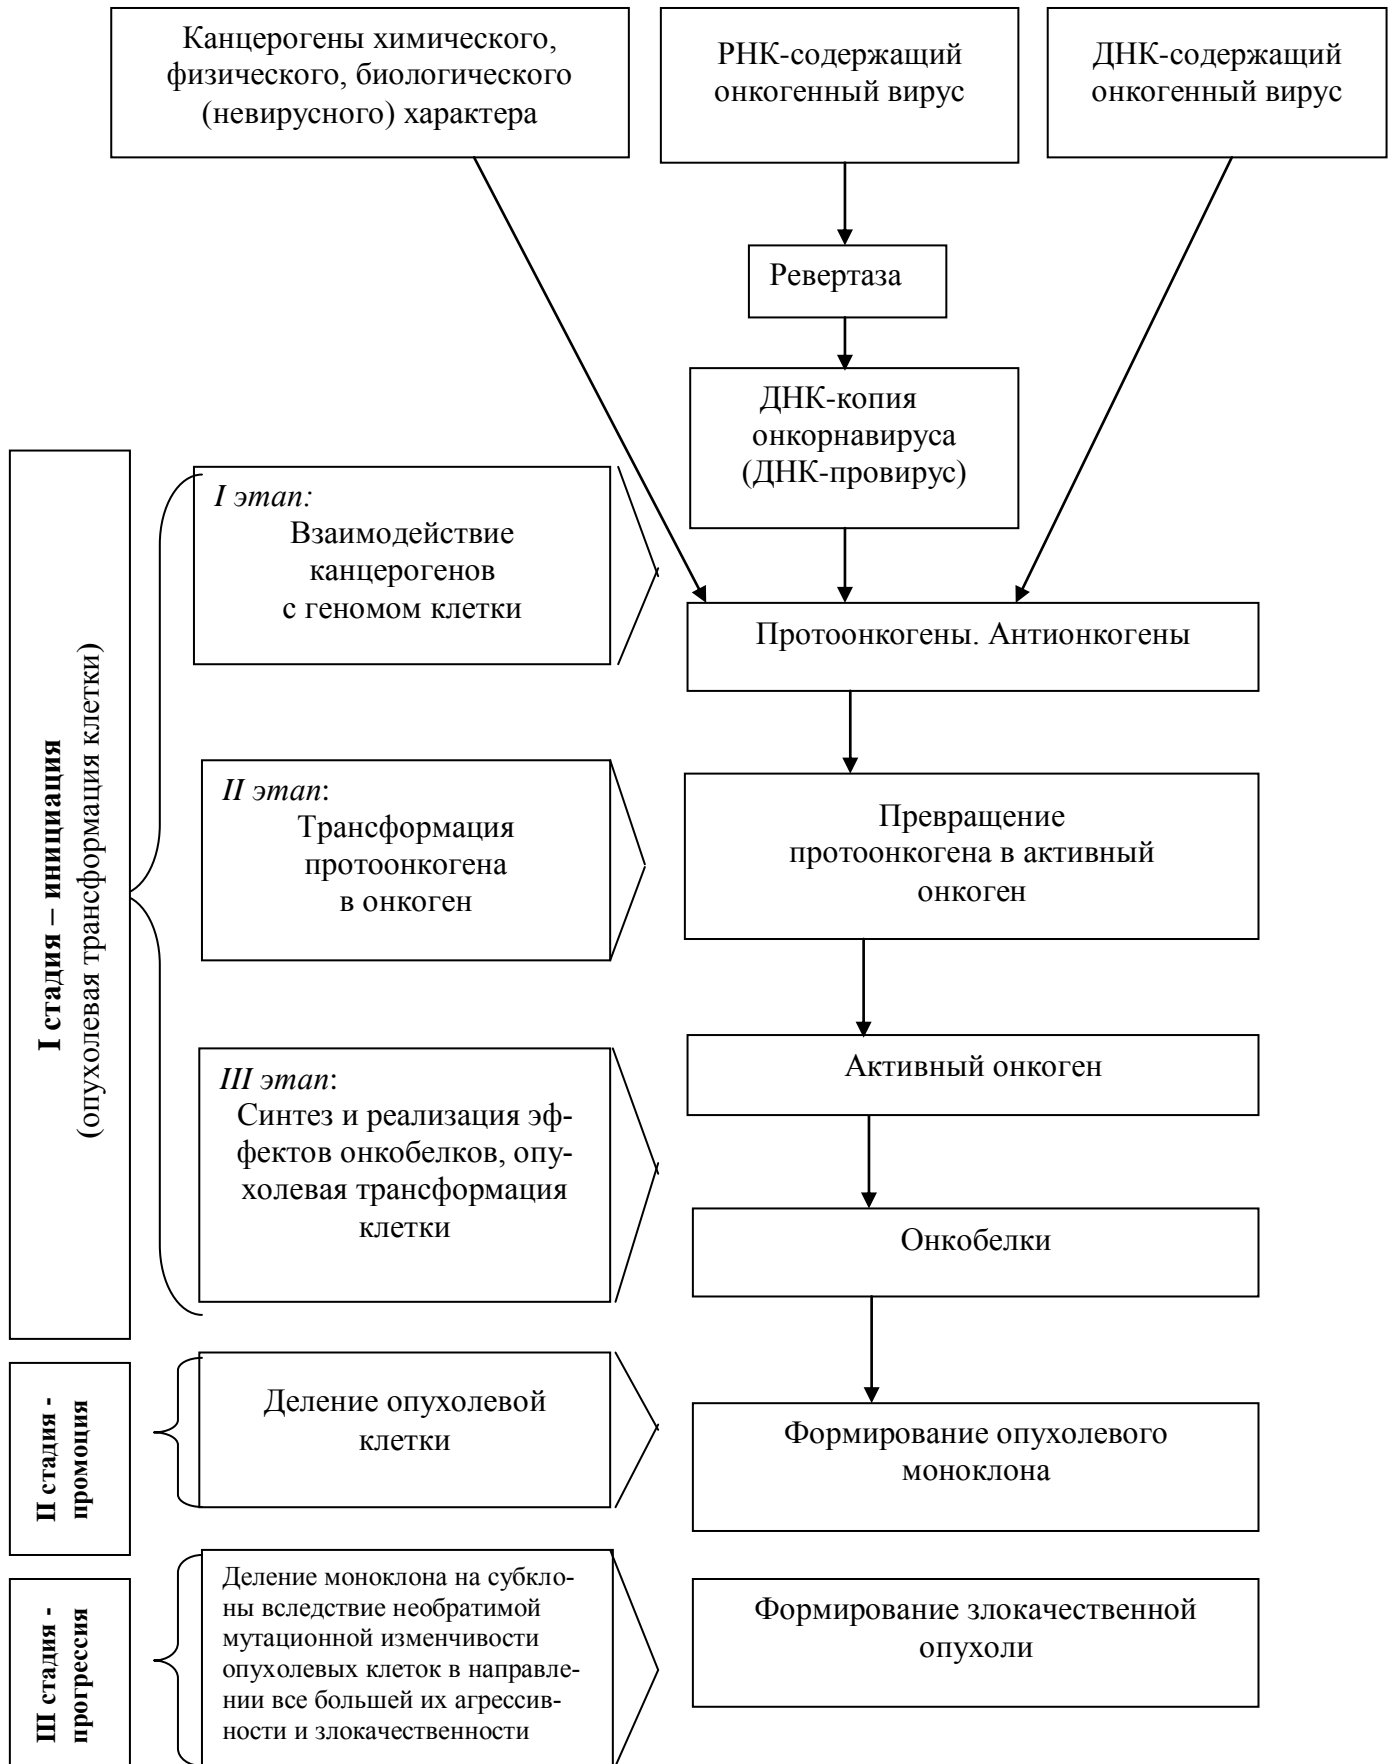 Канцерогены химического,
физического, биологического
(невирусного) характера
РНК-содержащий
онкогенный вирус
ДНК-содержащий
онкогенный вирус
Ревертаза
ДНК-копия
онкорнавируса
(ДНК-провирус)
I стадия – инициация
(опухолевая трансформация клетки)
I этап:
Взаимодействие
канцерогенов
с геномом клетки
Протоонкогены. Антионкогены
II этап:
Трансформация
протоонкогена
в онкоген
Превращение
протоонкогена в активный
онкоген
III этап:
Синтез и реализация эф-
фектов онкобелков, опу-
холевая трансформация
клетки
Активный онкоген
Онкобелки
II стадия -
промоция
Деление опухолевой
клетки
Формирование опухолевого
моноклона
III стадия -
прогрессия
Деление моноклона на субкло-
ны вследствие необратимой
мутационной изменчивости
опухолевых клеток в направле-
нии все большей их агрессив-
ности и злокачественности
Формирование злокачественной
опухоли